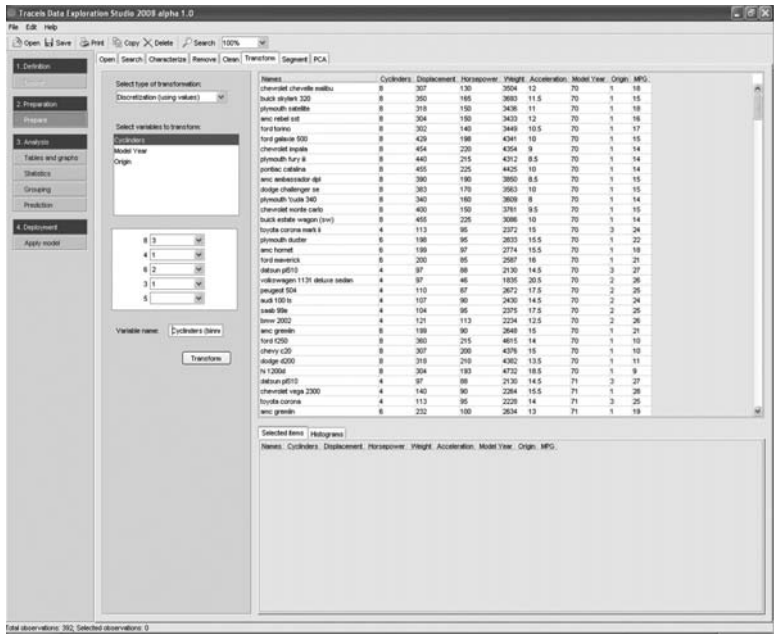 Traceis Data Exploration Studio 2009 alpha 1.0
File Edit Help
Open Save Print Copy Delete Search 100%
1. Definition
2. Preparation
Prepare
3. Analysis
Tables and graphs
Statistics
Grouping
Prediction
4. Deployment
Apply model
Open Search Characterize Remove Clean Transform Segment PCA
Select type of transformation:
Discretization (using values)
Select variables to transform:
Cylinders
Model Year
Origin
8 3
4 1
6 2
3 1
5
Variable name: Cylinders (binne
Transform
Names Cylinders Displacement Horsepower Weight Acceleration Model Year Origin MPG
chevrolet chevelle malibu 8 307 130 3504 12 70 1 18
buick skylark 320 8 350 165 3693 11.5 70 1 15
plymouth satellite 8 318 150 3436 11 70 1 18
amc rebel sst 8 304 150 3433 12 70 1 16
ford torino 8 302 140 3449 10.5 70 1 17
ford galaxie 500 8 429 198 4341 10 70 1 15
chevrolet impala 8 454 220 4354 9 70 1 14
plymouth fury iii 8 440 215 4312 8.5 70 1 14
pontiac catalina 8 455 225 4425 10 70 1 14
amc ambassador dpl 8 390 190 3850 8.5 70 1 15
dodge challenger se 8 383 170 3563 10 70 1 15
plymouth 'cuda 340 8 340 160 3609 8 70 1 14
chevrolet monte carlo 8 400 150 3761 9.5 70 1 15
buick estate wagon (sw) 8 455 225 3086 10 70 1 14
toyota corona mark ii 4 113 95 2372 15 70 3 24
plymouth duster 6 198 95 2833 15.5 70 1 22
amc hornet 6 199 97 2774 15.5 70 1 18
ford maverick 6 200 85 2587 16 70 1 21
datsun pl510 4 97 88 2130 14.5 70 3 27
volkswagen 1131 deluxe sedan 4 97 46 1835 20.5 70 2 26
peugeot 504 4 110 87 2672 17.5 70 2 25
audi 100 ls 4 107 90 2430 14.5 70 2 24
saab 99e 4 104 95 2375 17.5 70 2 25
bmw 2002 4 121 113 2234 12.5 70 2 26
amc gremlin 6 199 90 2648 15 70 1 21
ford f250 8 360 215 4615 14 70 1 10
chevy c20 8 307 200 4376 15 70 1 10
dodge d200 8 318 210 4382 13.5 70 1 11
hi 1200d 8 304 193 4732 18.5 70 1 9
datsun pl510 4 97 88 2130 14.5 71 3 27
chevrolet vega 2300 4 140 90 2264 15.5 71 1 28
toyota corona 4 113 95 2228 14 71 3 25
amc gremlin 6 232 100 2634 13 71 1 19
Selected items Histograms
Names Cylinders Displacement Horsepower Weight Acceleration Model Year Origin MPG
Total observations: 392, Selected observations: 0